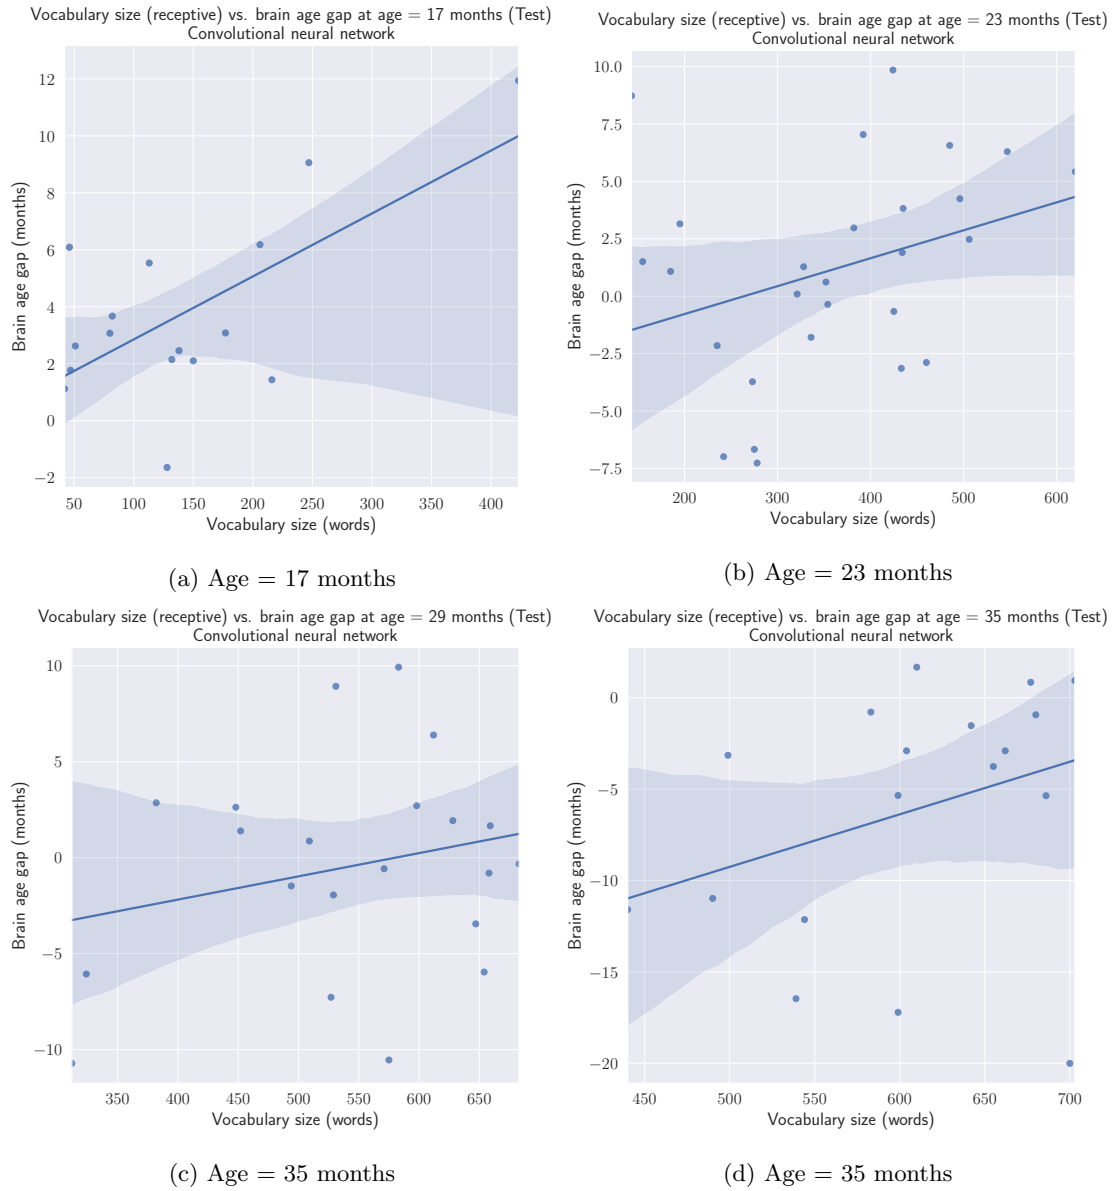 Vocabulary size (receptive) vs. brain age gap at age = 17 months (Test)
Convolutional neural network
12
10
8
6
4
2
0
−2
Brain age gap (months)
50 100 150 200 250 300 350 400
Vocabulary size (words)
(a) Age = 17 months
Vocabulary size (receptive) vs. brain age gap at age = 23 months (Test)
Convolutional neural network
10.0
7.5
5.0
2.5
0.0
−2.5
−5.0
−7.5
Brain age gap (months)
200 300 400 500 600
Vocabulary size (words)
(b) Age = 23 months
Vocabulary size (receptive) vs. brain age gap at age = 29 months (Test)
Convolutional neural network
10
5
0
−5
−10
Brain age gap (months)
350 400 450 500 550 600 650
Vocabulary size (words)
(c) Age = 35 months
Vocabulary size (receptive) vs. brain age gap at age = 35 months (Test)
Convolutional neural network
0
−5
−10
−15
−20
Brain age gap (months)
450 500 550 600 650 700
Vocabulary size (words)
(d) Age = 35 months